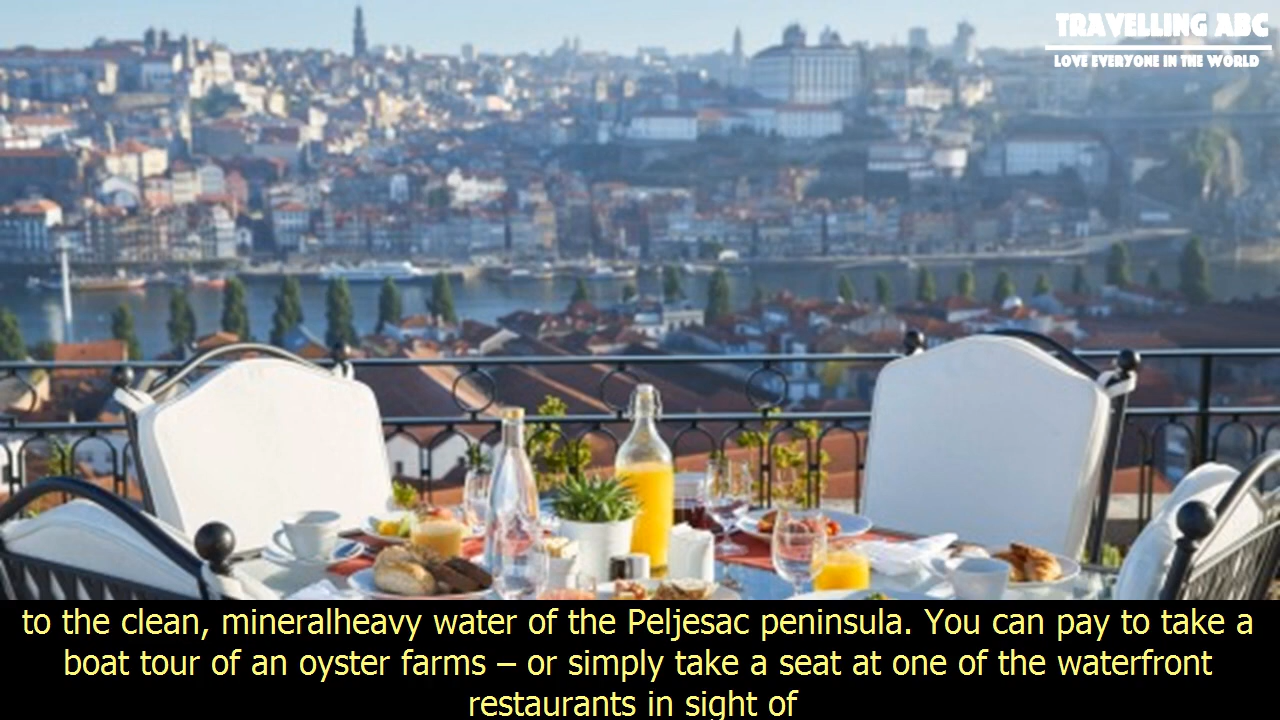 TRAVELLING ABC
LOVE EVERYONE IN THE WORLD
to the clean, mineralheavy water of the Peljesac peninsula. You can pay to take a
boat tour of an oyster farms – or simply take a seat at one of the waterfront
restaurants in sight of